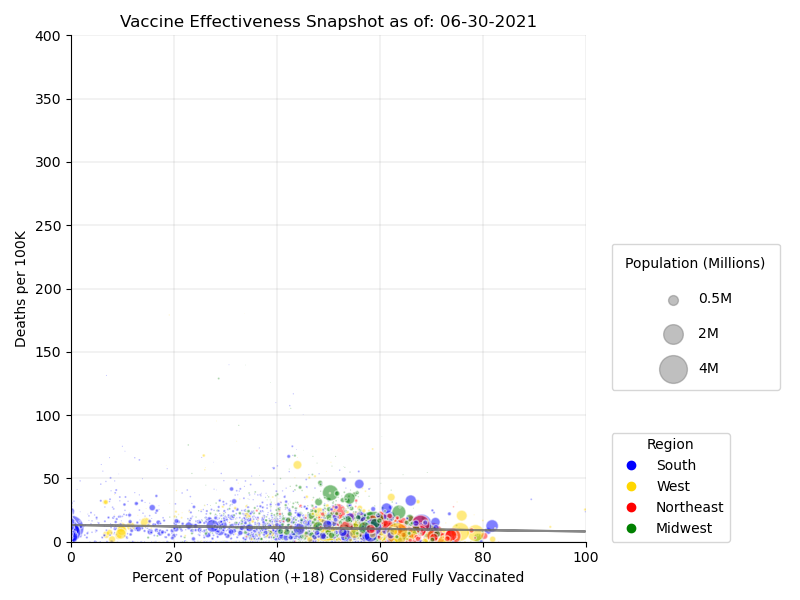 Vaccine Effectiveness Snapshot as of: 06-30-2021
400
350
300
250
200
150
100
50
0
Deaths per 100K
0 20 40 60 80 100
Percent of Population (+18) Considered Fully Vaccinated
Population (Millions)
0.5M
2M
4M
Region
South
West
Northeast
Midwest